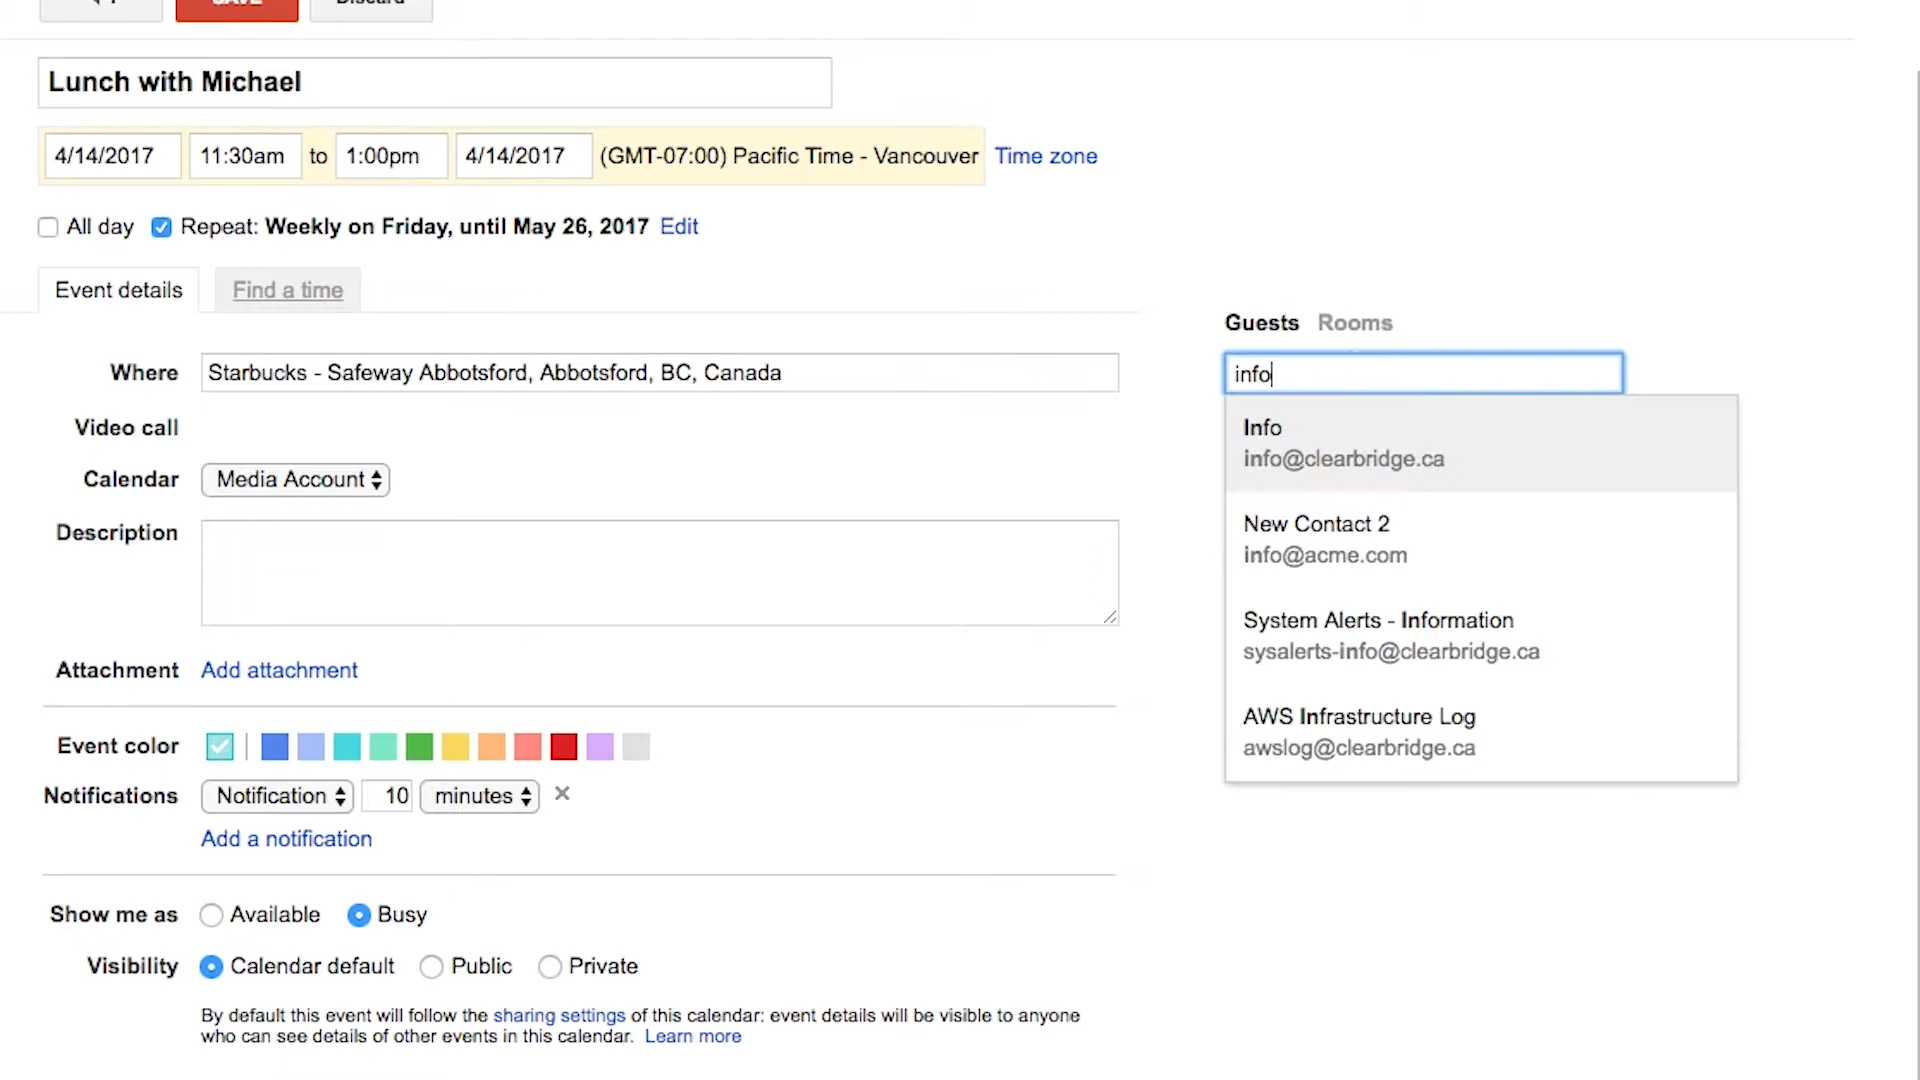 SAVE Discard
Lunch with Michael
4/14/2017 11:30am to 1:00pm 4/14/2017 (GMT-07:00) Pacific Time - Vancouver Time zone
All day Repeat: Weekly on Friday, until May 26, 2017 Edit
Event details Find a time
Guests Rooms
Where Starbucks - Safeway Abbotsford, Abbotsford, BC, Canada
info
Info
info@clearbridge.ca
New Contact 2
info@acme.com
System Alerts - Information
sysalerts-info@clearbridge.ca
AWS Infrastructure Log
awslog@clearbridge.ca
Video call
Calendar Media Account
Description
Attachment Add attachment
Event color
Notifications Notification 10 minutes ×
Add a notification
Show me as Available Busy
Visibility Calendar default Public Private
By default this event will follow the sharing settings of this calendar: event details will be visible to anyone
who can see details of other events in this calendar. Learn more